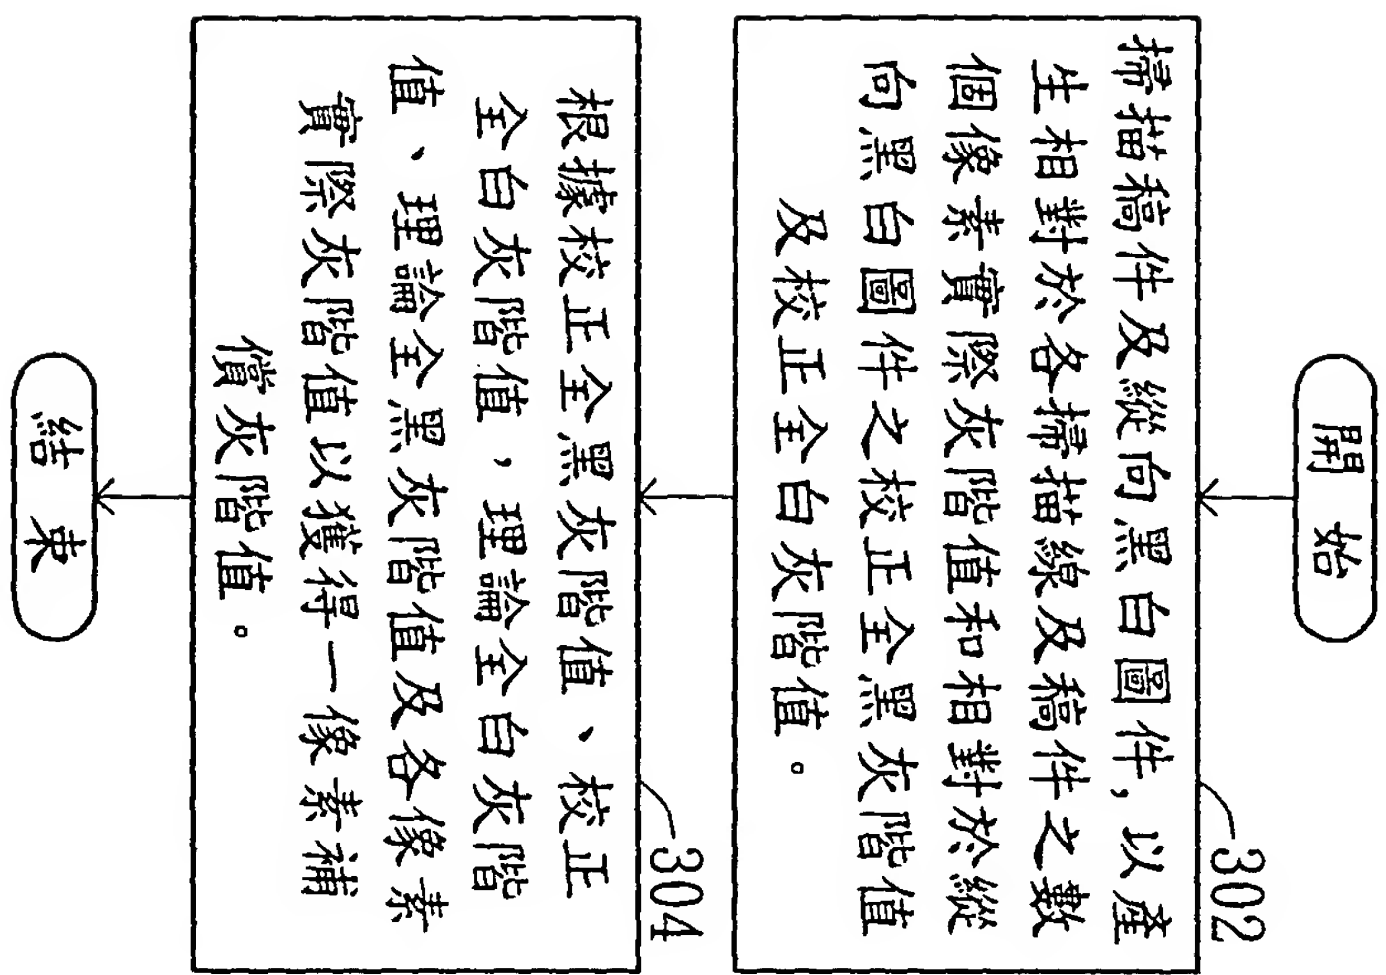 開始
302
掃描稿件及縱向黑白圖件，以產
生相對於各掃描線及稿件之數
個像素實際灰階值和相對於縱
向黑白圖件之校正全黑灰階值
及校正全白灰階值。
304
根據校正全黑灰階值、校正
全白灰階值，理論全白灰階
值、理論全黑灰階值及各像素
實際灰階值以獲得一像素補
償灰階值。
結束